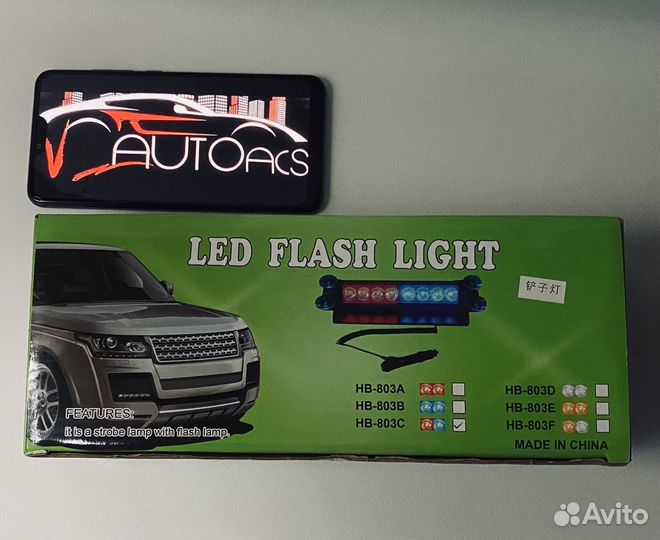 AUTOACS
LED FLASH LIGHT
铲子灯
HB-803A
HB-803B
HB-803C
HB-803D
HB-803E
HB-803F
MADE IN CHINA
FEATURES:
it is a strobe lamp with flash lamp.
Avito